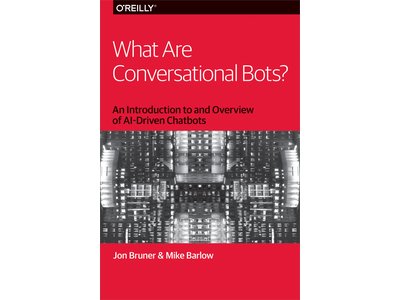 O'REILLY®
What Are
Conversational Bots?
An Introduction to and Overview
of AI-Driven Chatbots
Jon Bruner & Mike Barlow